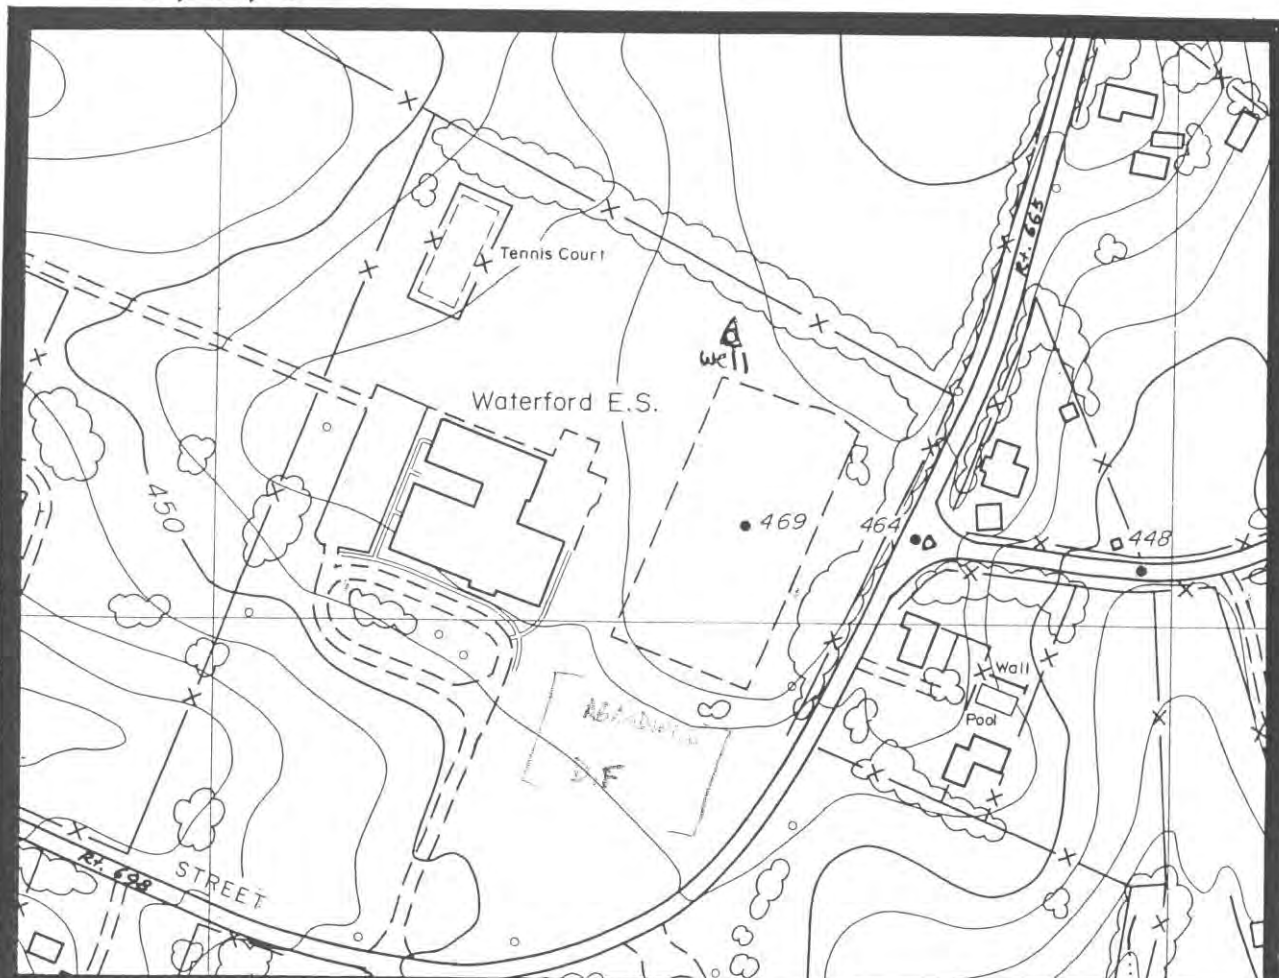 Rt. 665
Tennis Court
Well
Waterford E.S.
450
469
464
448
Wall
Pool
D.F
STREET
Rt. 698